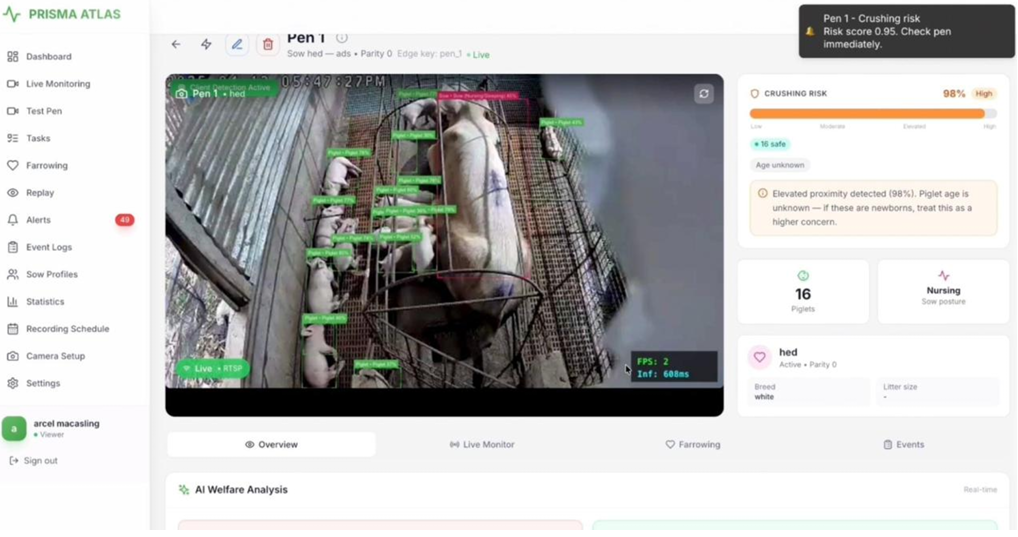 PRISMA ATLAS
Dashboard
Live Monitoring
Test Pen
Tasks
Farrowing
Replay
Alerts
49
Event Logs
Sow Profiles
Statistics
Recording Schedule
Camera Setup
Settings
a
arcel macasling
Viewer
Sign out
Pen 1
Sow hed — ads • Parity 0 Edge key: pen_1 • Live
Pen 1 - Crushing risk
Risk score 0.95. Check pen
immediately.
05:47:27PM
Detection Active
Pen 1 • hed
Live • RTSP
FPS: 2
Inf: 608ms
CRUSHING RISK
98%
High
Low
Moderate
Elevated
High
16 safe
Age unknown
Elevated proximity detected (98%). Piglet age is
unknown — if these are newborns, treat this as a
higher concern.
16
Piglets
Nursing
Sow posture
hed
Active • Parity 0
Breed
white
Litter size
-
Overview
Live Monitor
Farrowing
Events
AI Welfare Analysis
Real-time